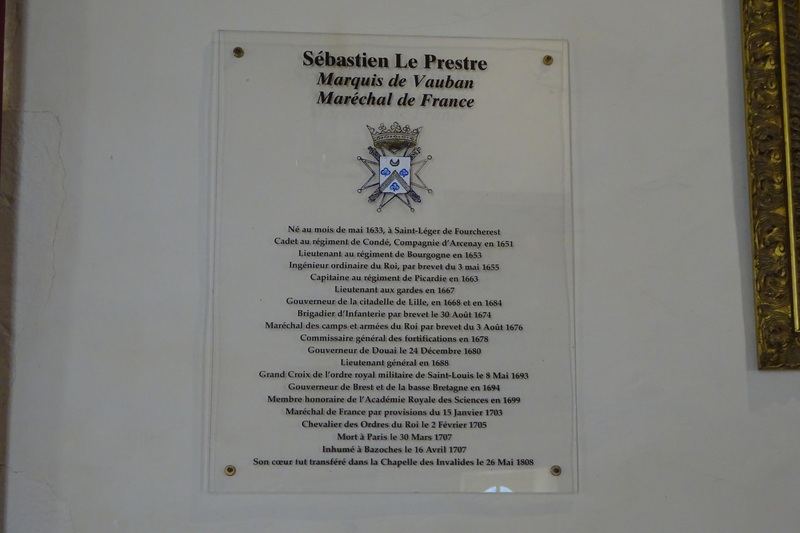 Sébastien Le Prestre
Marquis de Vauban
Maréchal de France
Né au mois de mai 1633, à Saint-Léger de Fourcherest
Cadet au régiment de Condé, Compagnie d'Arcenay en 1651
Lieutenant au régiment de Bourgogne en 1653
Ingénieur ordinaire du Roi, par brevet du 3 mai 1655
Capitaine au régiment de Picardie en 1663
Lieutenant aux gardes en 1667
Gouverneur de la citadelle de Lille, en 1668 et en 1684
Brigadier d'Infanterie par brevet le 30 Août 1674
Maréchal des camps et armées du Roi par brevet du 3 Août 1676
Commissaire général des fortifications en 1678
Gouverneur de Douai le 24 Décembre 1680
Lieutenant général en 1688
Grand Croix de l'ordre royal militaire de Saint-Louis le 8 Mai 1693
Gouverneur de Brest et de la basse Bretagne en 1694
Membre honoraire de l'Académie Royale des Sciences en 1699
Maréchal de France par provisions du 15 Janvier 1703
Chevalier des Ordres du Roi le 2 Février 1705
Mort à Paris le 30 Mars 1707
Inhumé à Bazoches le 16 Avril 1707
Son cœur fut transféré dans la Chapelle des Invalides le 26 Mai 1808